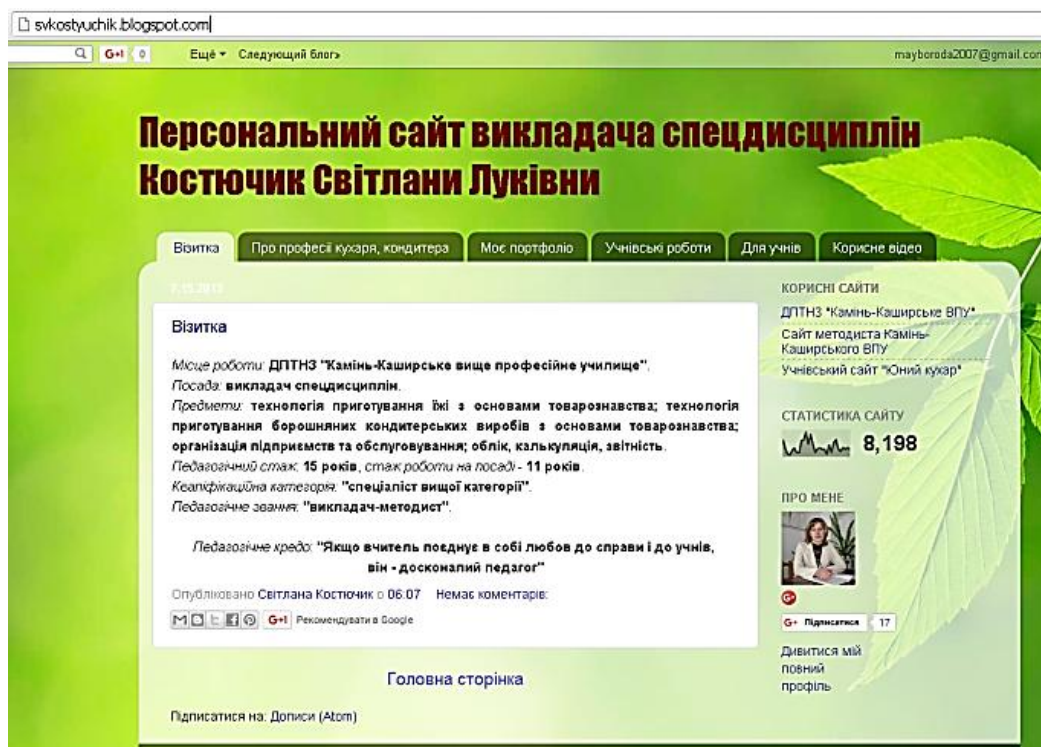 svkostyuchik.blogspot.com
G+1 0 Ещё Следующий блог» mayboroda2007@gmail.com
Персональний сайт викладача спецдисциплін
Костючик Світлани Луківни
Візитка Про професії кухаря, кондитера Моє портфоліо Учнівські роботи Для учнів Корисне відео
Візитка
Місце роботи: ДПТНЗ "Камінь-Каширське вище професійне училище".
Посада: викладач спецдисциплін.
Предмети: технологія приготування їжі з основами товарознавства; технологія
приготування борошняних кондитерських виробів з основами товарознавства;
організація підприємств та обслуговування; облік, калькуляція, звітність.
Педагогічний стаж: 15 років, стаж роботи на посаді - 11 років.
Кваліфікаційна категорія: "спеціаліст вищої категорії".
Педагогічне звання: "викладач-методист".
Педагогічне кредо: "Якщо вчитель поєднує в собі любов до справи і до учнів,
він - досконалий педагог"
Опубліковано Світлана Костючик о 06:07 Немає коментарів:
G+1 Рекомендувати в Google
Головна сторінка
Підписатися на: Дописи (Atom)
КОРИСНІ САЙТИ
ДПТНЗ "Камінь-Каширське ВПУ"
Сайт методиста Камінь-
Каширського ВПУ
Учнівський сайт "Юний кухар"
СТАТИСТИКА САЙТУ
8,198
ПРО МЕНЕ
G+ Підписатися 17
Дивитися мій
повний
профіль